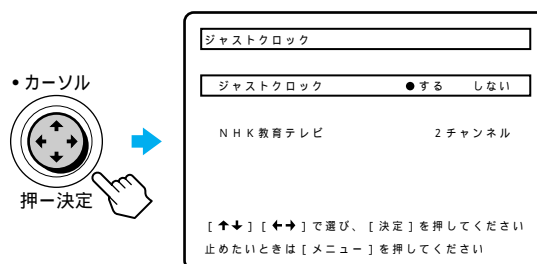 •カーソル
押ー決定
ジャストクロック
ジャストクロック ●する しない
NHK教育テレビ 2チャンネル
[↑↓][←→]で選び、[決定]を押してください
止めたいときは[メニュー]を押してください